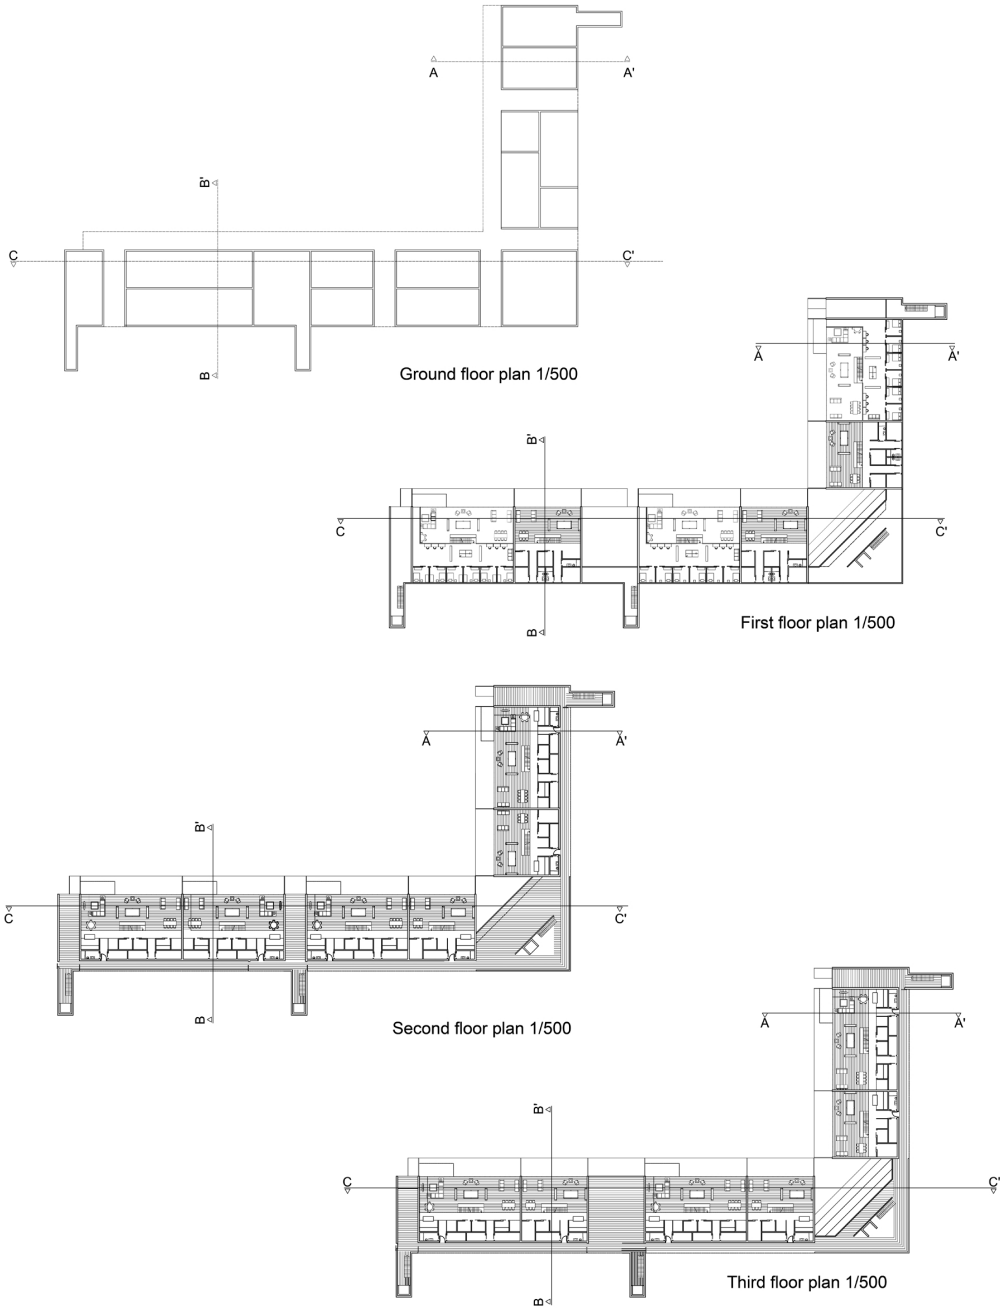 A A'
B'
C C'
B
Ground floor plan 1/500
A A'
B'
C C'
B
First floor plan 1/500
A A'
B'
C C'
B
Second floor plan 1/500
A A'
B'
C C'
B
Third floor plan 1/500